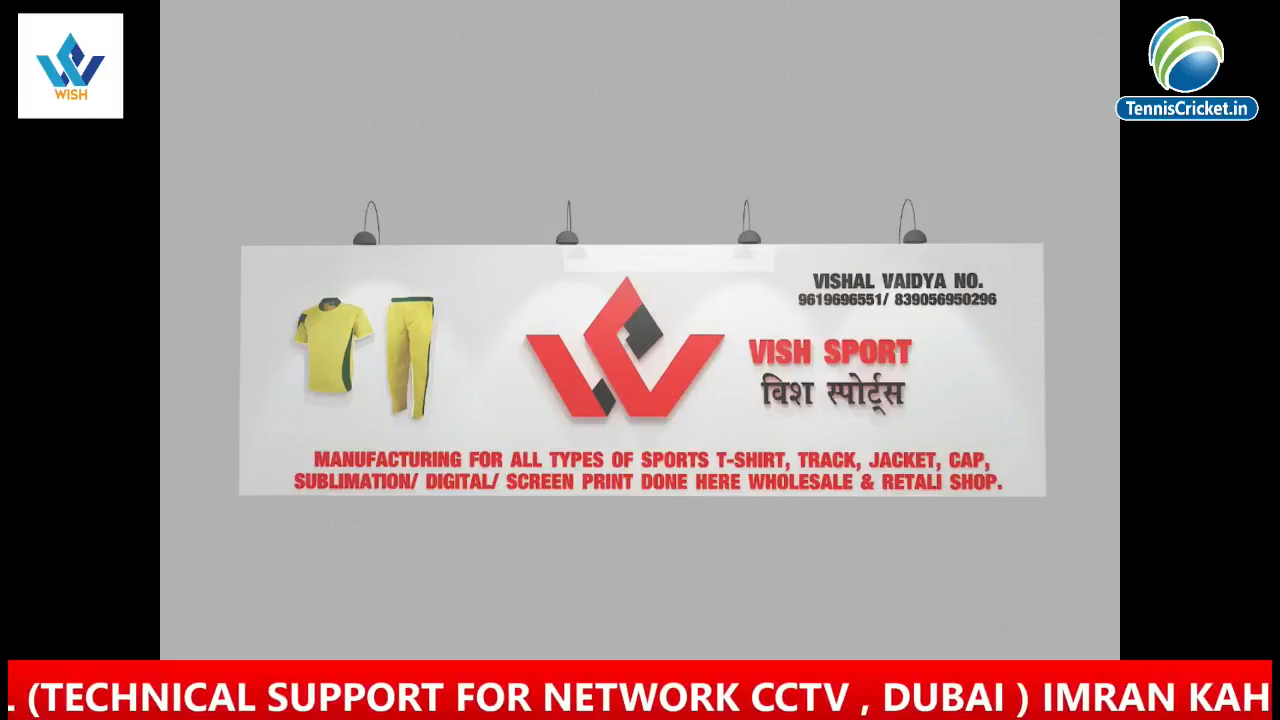 WISH
TennisCricket.in
VISHAL VAIDYA NO.
9619696551/ 839056950296
VISH SPORT
विश स्पोर्ट्स
MANUFACTURING FOR ALL TYPES OF SPORTS T-SHIRT, TRACK, JACKET, CAP,
SUBLIMATION/ DIGITAL/ SCREEN PRINT DONE HERE WHOLESALE & RETALI SHOP.
(TECHNICAL SUPPORT FOR NETWORK CCTV , DUBAI ) IMRAN KAH